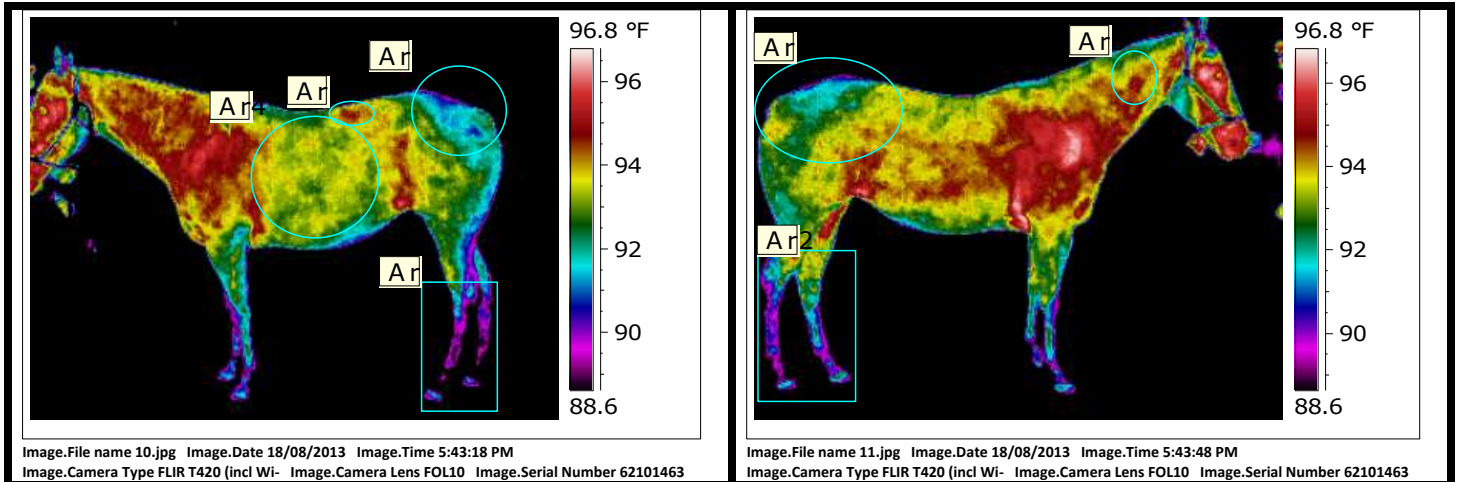 96.8 °F
Ar
Ar
Ar4
96
94
92
Ar
90
88.6
Image.File name 10.jpg Image.Date 18/08/2013 Image.Time 5:43:18 PM
Image.Camera Type FLIR T420 (incl Wi- Image.Camera Lens FOL10 Image.Serial Number 62101463
96.8 °F
Ar
Ar
96
94
Ar2
92
90
88.6
Image.File name 11.jpg Image.Date 18/08/2013 Image.Time 5:43:48 PM
Image.Camera Type FLIR T420 (incl Wi- Image.Camera Lens FOL10 Image.Serial Number 62101463